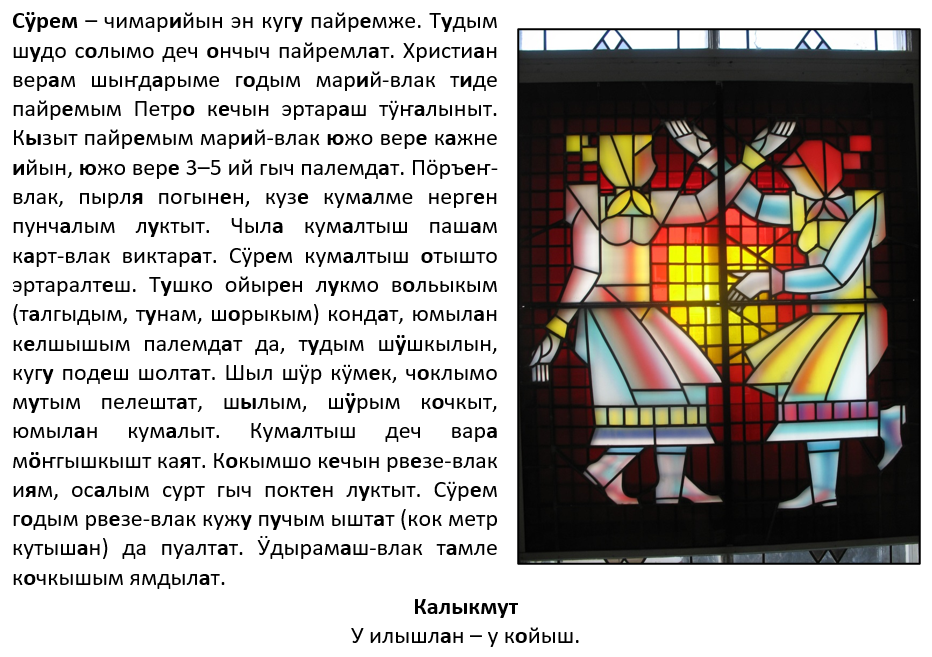 Сӱрем – чимарийын эн кугу пайремже. Тудым
шудо солымо деч ончыч пайремлат. Христиан
верам шыҥдарыме годым марий-влак тиде
пайремым Петро кечын эртараш тӱҥалыныт.
Кызыт пайремым марий-влак южо вере кажне
ийын, южо вере 3–5 ий гыч палемдат. Пӧръеҥ-
влак, пырля погынен, кузе кумалме нерген
пунчалым луктыт. Чыла кумалтыш пашам
карт-влак виктарат. Сӱрем кумалтыш отышто
эртаралтеш. Тушко ойырен лукмо вольыкым
(талгыдым, тунам, шорыкым) кондат, юмылан
келшышым палемдат да, тудым шӱшкылын,
кугу подеш шолтат. Шыл шӱр кӱмек, чоклымо
мутым пелештат, шылым, шӱрым кочкыт,
юмылан кумалыт. Кумалтыш деч вара
мӧҥгышкышт каят. Кокымшо кечын рвезе-влак
иям, осалым сурт гыч поктен луктыт. Сӱрем
годым рвезе-влак кужу пучым ыштат (кок метр
кутышан) да пуалтат. Ӱдырамаш-влак тамле
кочкышым ямдылат.
Калыкмут
У илышлан – у койыш.